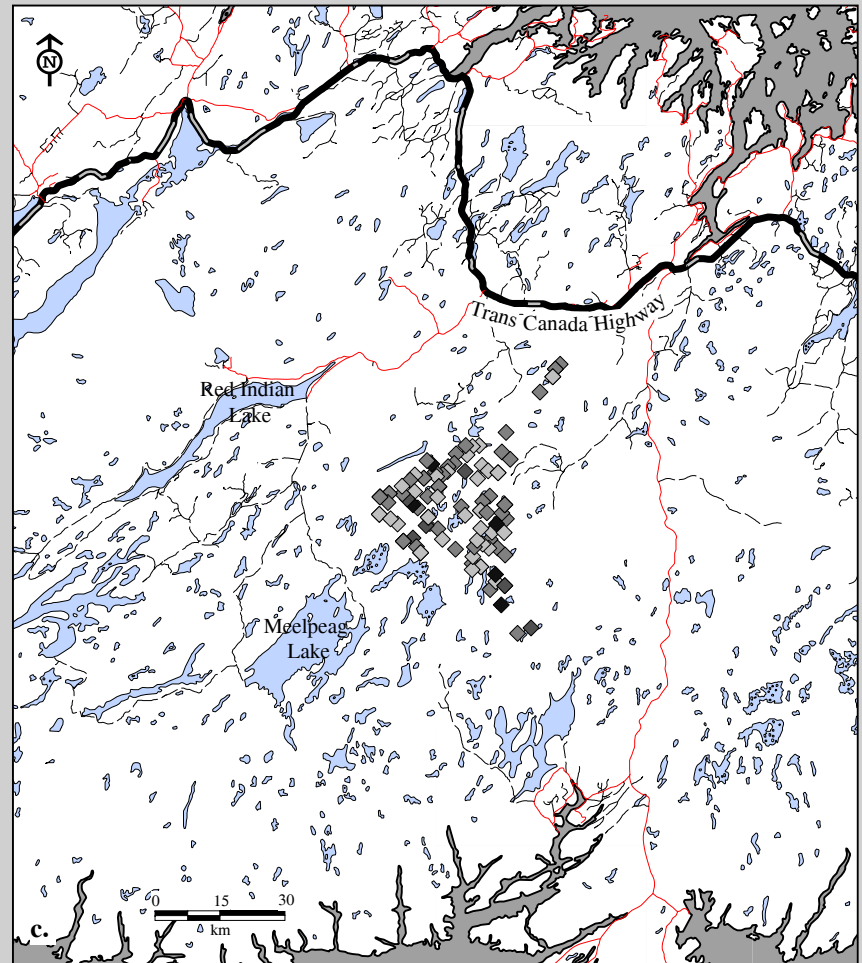 N
Trans Canada Highway
Red Indian
Lake
Meelpeag
Lake
0 15 30
km
c.